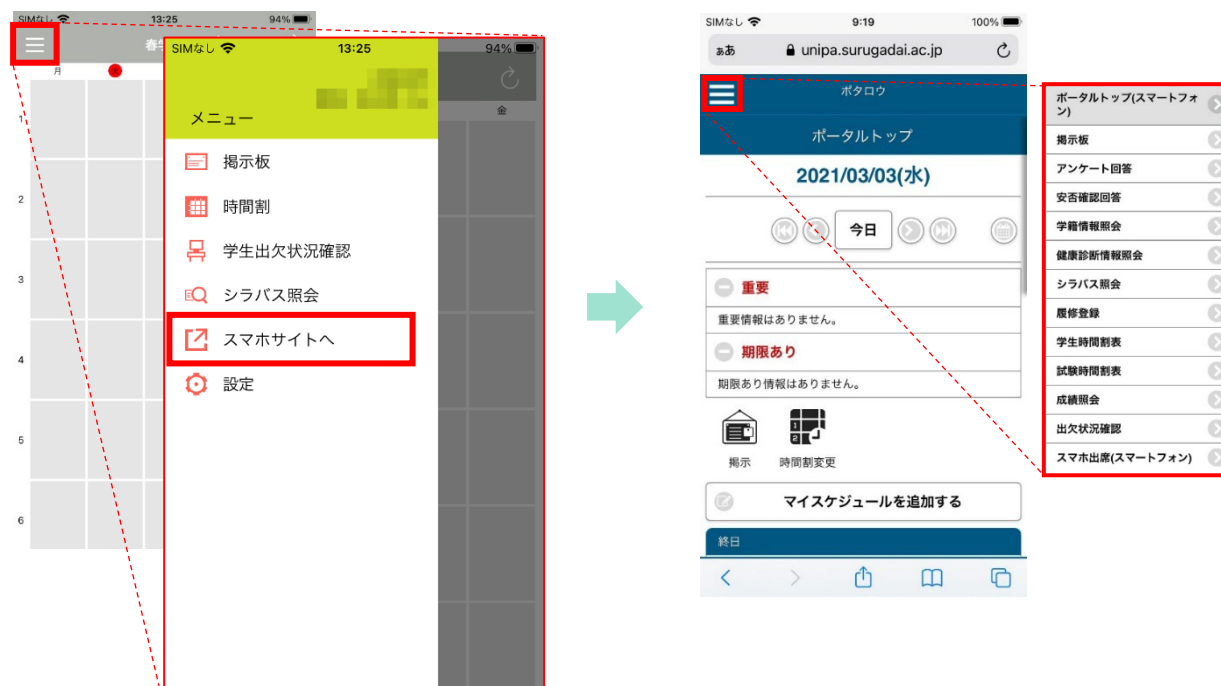 SIMなし 13:25 94%
春
月 火
1
2
3
4
5
6
SIMなし 13:25 94%
メニュー
金
掲示板
時間割
学生出欠状況確認
シラバス照会
スマホサイトへ
設定
SIMなし 9:19 100%
ぁあ unipa.surugadai.ac.jp
ポタロウ
ポータルトップ
2021/03/03(水)
今日
重要
重要情報はありません。
期限あり
期限あり情報はありません。
掲示 時間割変更
マイスケジュールを追加する
終日
ポータルトップ(スマートフォ
ン)
掲示板
アンケート回答
安否確認回答
学籍情報照会
健康診断情報照会
シラバス照会
履修登録
学生時間割表
試験時間割表
成績照会
出欠状況確認
スマホ出席(スマートフォン)